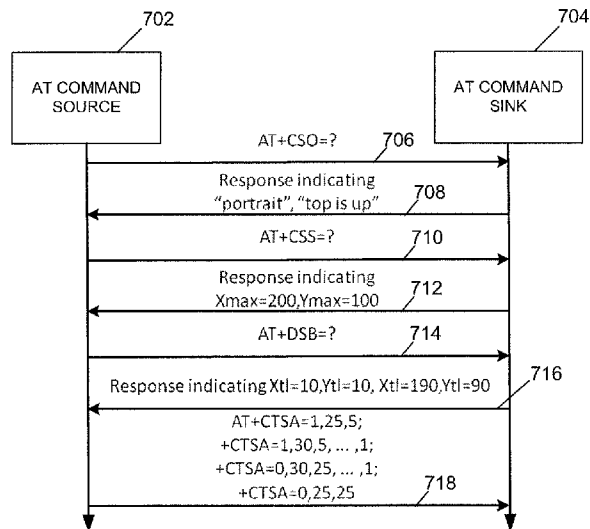 702
704
AT COMMAND
SOURCE
AT COMMAND
SINK
AT+CSO=?
706
Response indicating
"portrait", "top is up"
708
AT+CSS=?
710
Response indicating
Xmax=200,Ymax=100
712
AT+DSB=?
714
Response indicating Xtl=10,Ytl=10, Xtl=190,Ytl=90
716
AT+CTSA=1,25,5;
+CTSA=1,30,5, ... ,1;
+CTSA=0,30,25, ... ,1;
+CTSA=0,25,25
718